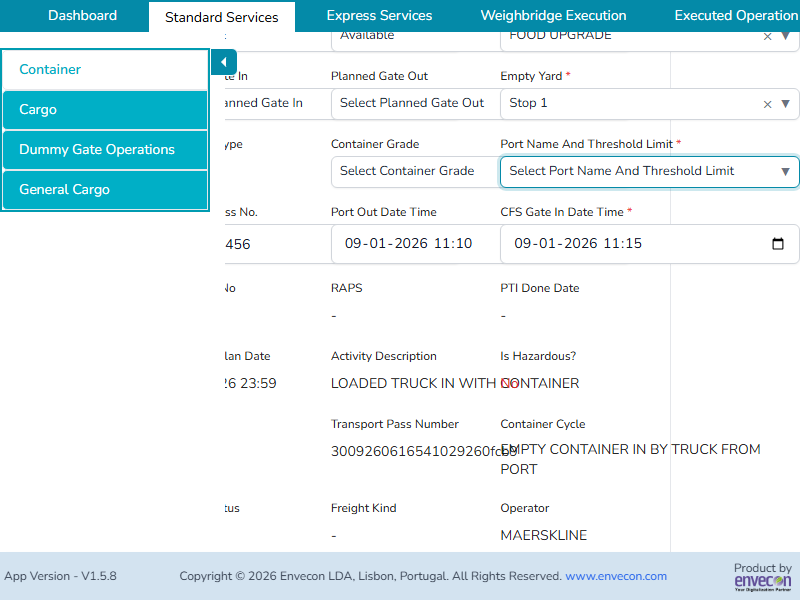 Dashboard Standard Services Express Services Weighbridge Execution Executed Operation
Available FOOD UPGRADE
Container
Cargo
Dummy Gate Operations
General Cargo
In Planned Gate Out Empty Yard *
anned Gate In Select Planned Gate Out Stop 1
ype Container Grade Port Name And Threshold Limit *
Select Container Grade Select Port Name And Threshold Limit
ss No. Port Out Date Time CFS Gate In Date Time *
456 09-01-2026 11:10 09-01-2026 11:15
No RAPS PTI Done Date
- -
lan Date Activity Description Is Hazardous?
26 23:59 LOADED TRUCK IN WITH CONTAINER No
Transport Pass Number Container Cycle
3009260616541029260fcb9 EMPTY CONTAINER IN BY TRUCK FROM
PORT
tus Freight Kind Operator
- MAERSKLINE
App Version - V1.5.8 Copyright © 2026 Envecon LDA, Lisbon, Portugal. All Rights Reserved. www.envecon.com Product by
envecon
Your Digitalization Partner